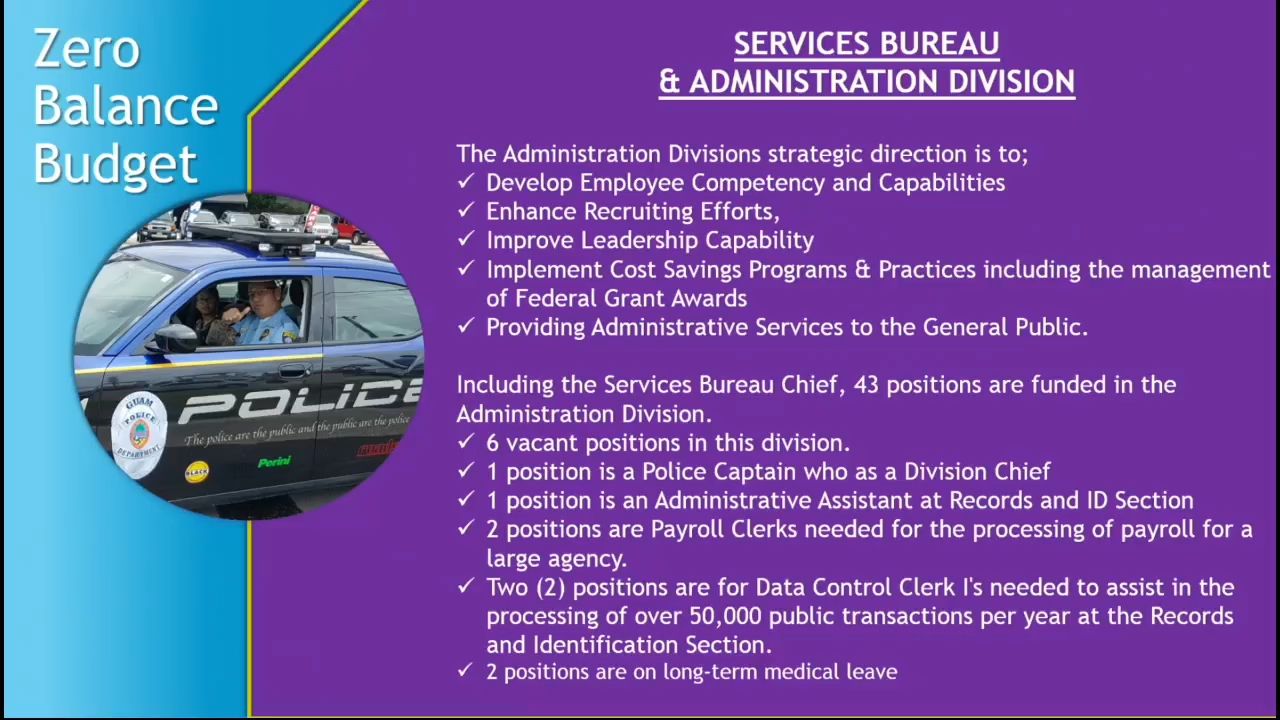 Zero
Balance
Budget
SERVICES BUREAU
& ADMINISTRATION DIVISION
The Administration Divisions strategic direction is to;
✓ Develop Employee Competency and Capabilities
✓ Enhance Recruiting Efforts,
✓ Improve Leadership Capability
✓ Implement Cost Savings Programs & Practices including the management
of Federal Grant Awards
✓ Providing Administrative Services to the General Public.
Including the Services Bureau Chief, 43 positions are funded in the
Administration Division.
✓ 6 vacant positions in this division.
✓ 1 position is a Police Captain who as a Division Chief
✓ 1 position is an Administrative Assistant at Records and ID Section
✓ 2 positions are Payroll Clerks needed for the processing of payroll for a
large agency.
✓ Two (2) positions are for Data Control Clerk I's needed to assist in the
processing of over 50,000 public transactions per year at the Records
and Identification Section.
✓ 2 positions are on long-term medical leave
GUAM
POLICE
DEPARTMENT
POLICE
The police are the public and the public are the police
BLACK
Perini